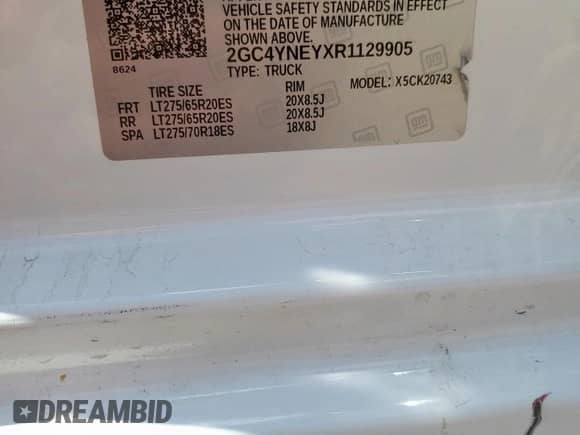 VEHICLE SAFETY STANDARDS IN EFFECT
ON THE DATE OF MANUFACTURE
SHOWN ABOVE.
2GC4YNEYXR1129905
8624
TYPE: TRUCK
MODEL: X5CK20743
TIRE SIZE RIM
FRT LT275/65R20ES 20X8.5J
RR LT275/65R20ES 20X8.5J
SPA LT275/70R18ES 18X8J
gm
DREAMBID